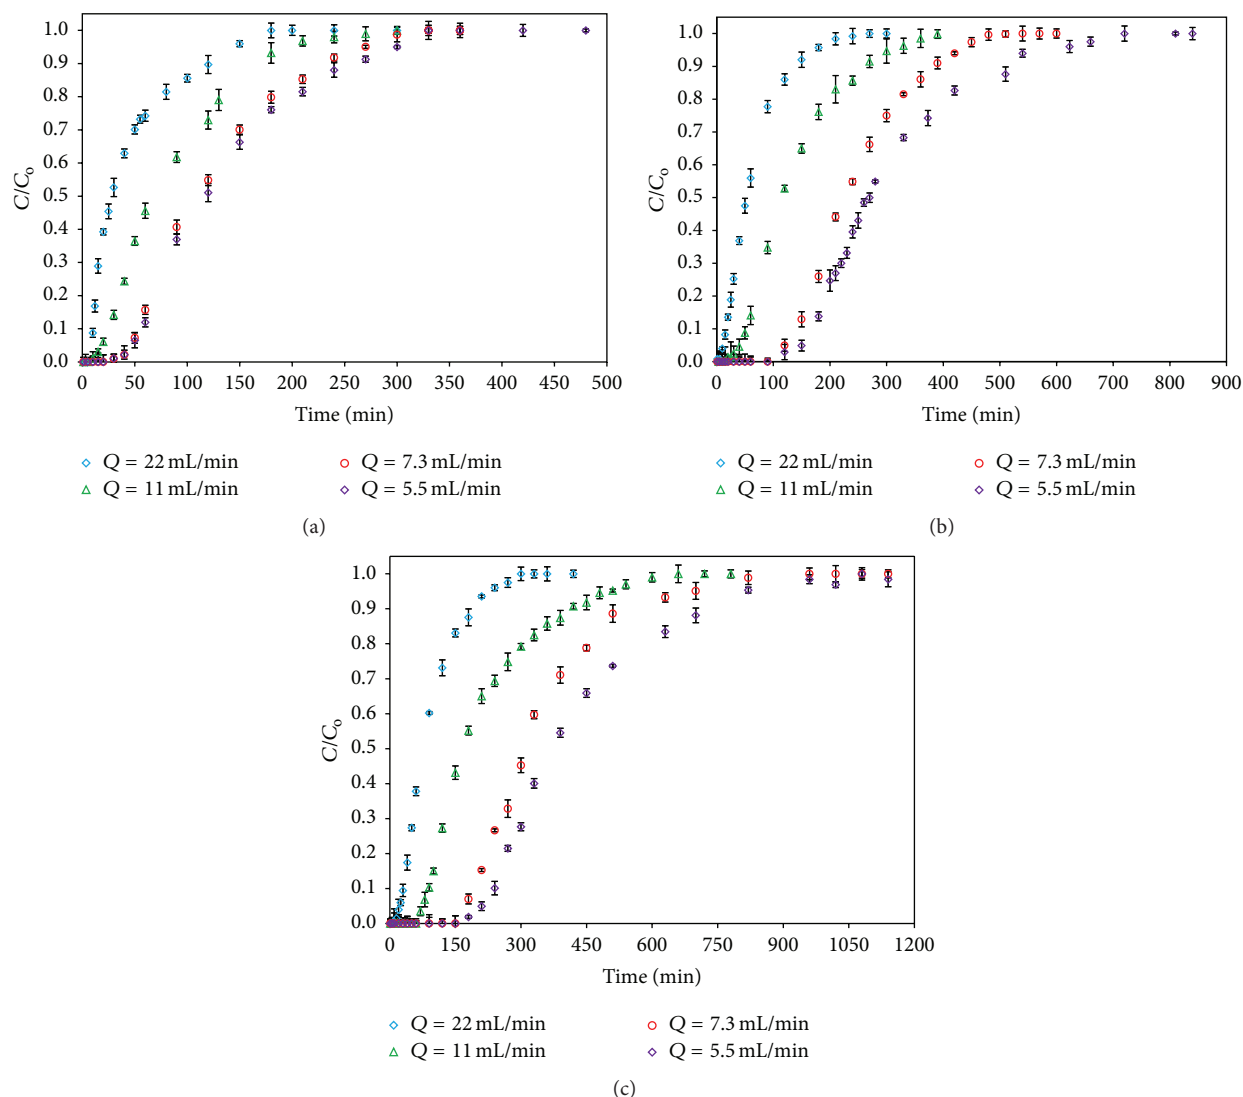 C/C₀
1.0
0.9
0.8
0.7
0.6
0.5
0.4
0.3
0.2
0.1
0.0
0 50 100 150 200 250 300 350 400 450 500
Time (min)
Q = 22 mL/min Q = 7.3 mL/min
Q = 11 mL/min Q = 5.5 mL/min
(a)
C/C₀
1.0
0.9
0.8
0.7
0.6
0.5
0.4
0.3
0.2
0.1
0.0
0 100 200 300 400 500 600 700 800 900
Time (min)
Q = 22 mL/min Q = 7.3 mL/min
Q = 11 mL/min Q = 5.5 mL/min
(b)
C/C₀
1.0
0.9
0.8
0.7
0.6
0.5
0.4
0.3
0.2
0.1
0.0
0 150 300 450 600 750 900 1050 1200
Time (min)
Q = 22 mL/min Q = 7.3 mL/min
Q = 11 mL/min Q = 5.5 mL/min
(c)